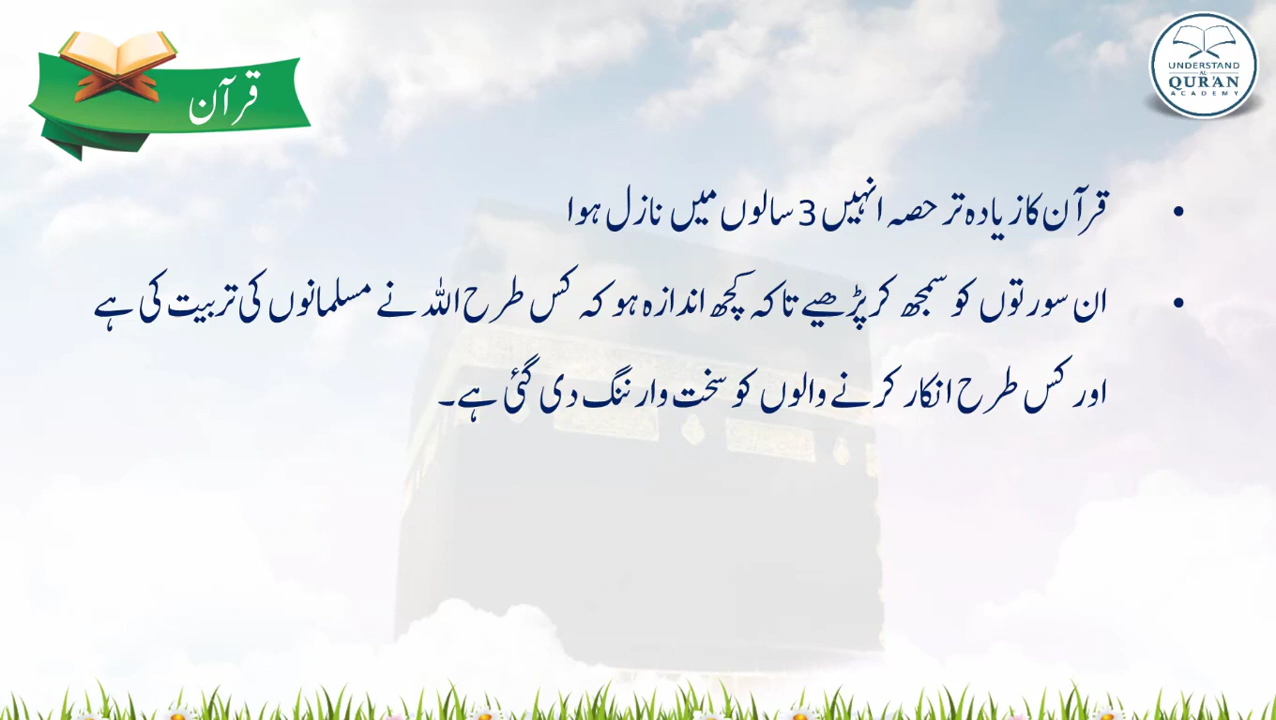 قرآن
UNDERSTAND
AL
QUR'AN
ACADEMY
• قرآن کا زیادہ تر حصہ انہیں 3 سالوں میں نازل ہوا
• ان سورتوں کو سمجھ کر پڑھیے تاکہ کچھ اندازہ ہو کہ کس طرح اللہ نے مسلمانوں کی تربیت کی ہے
اور کس طرح انکار کرنے والوں کو سخت وارننگ دی گئی ہے۔